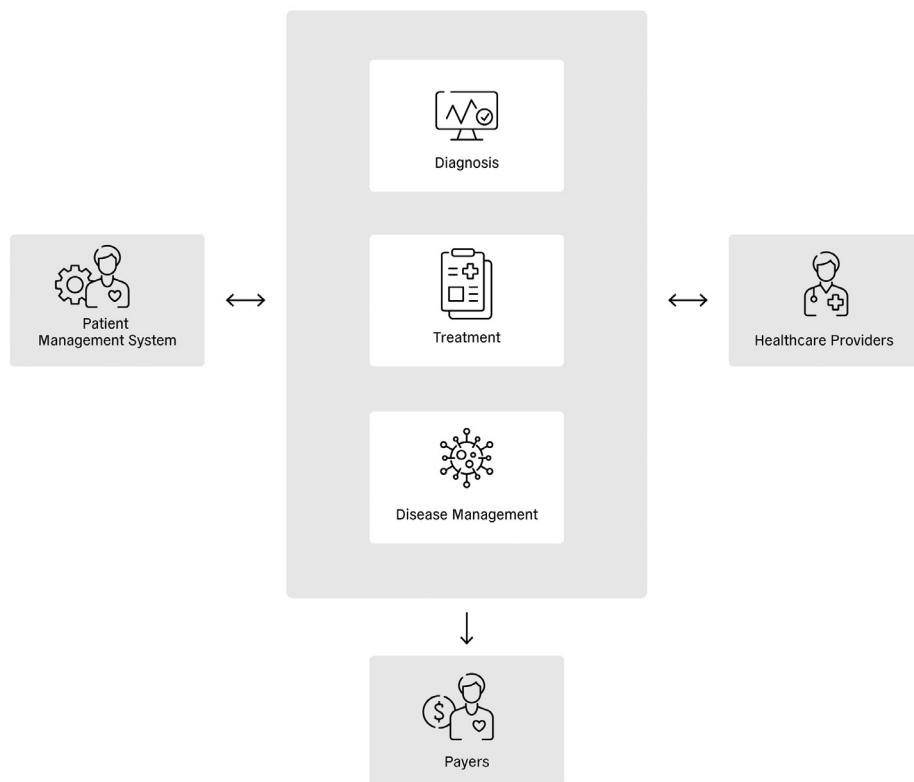 Diagnosis
Patient
Management System
Treatment
Healthcare Providers
Disease Management
$
Payers